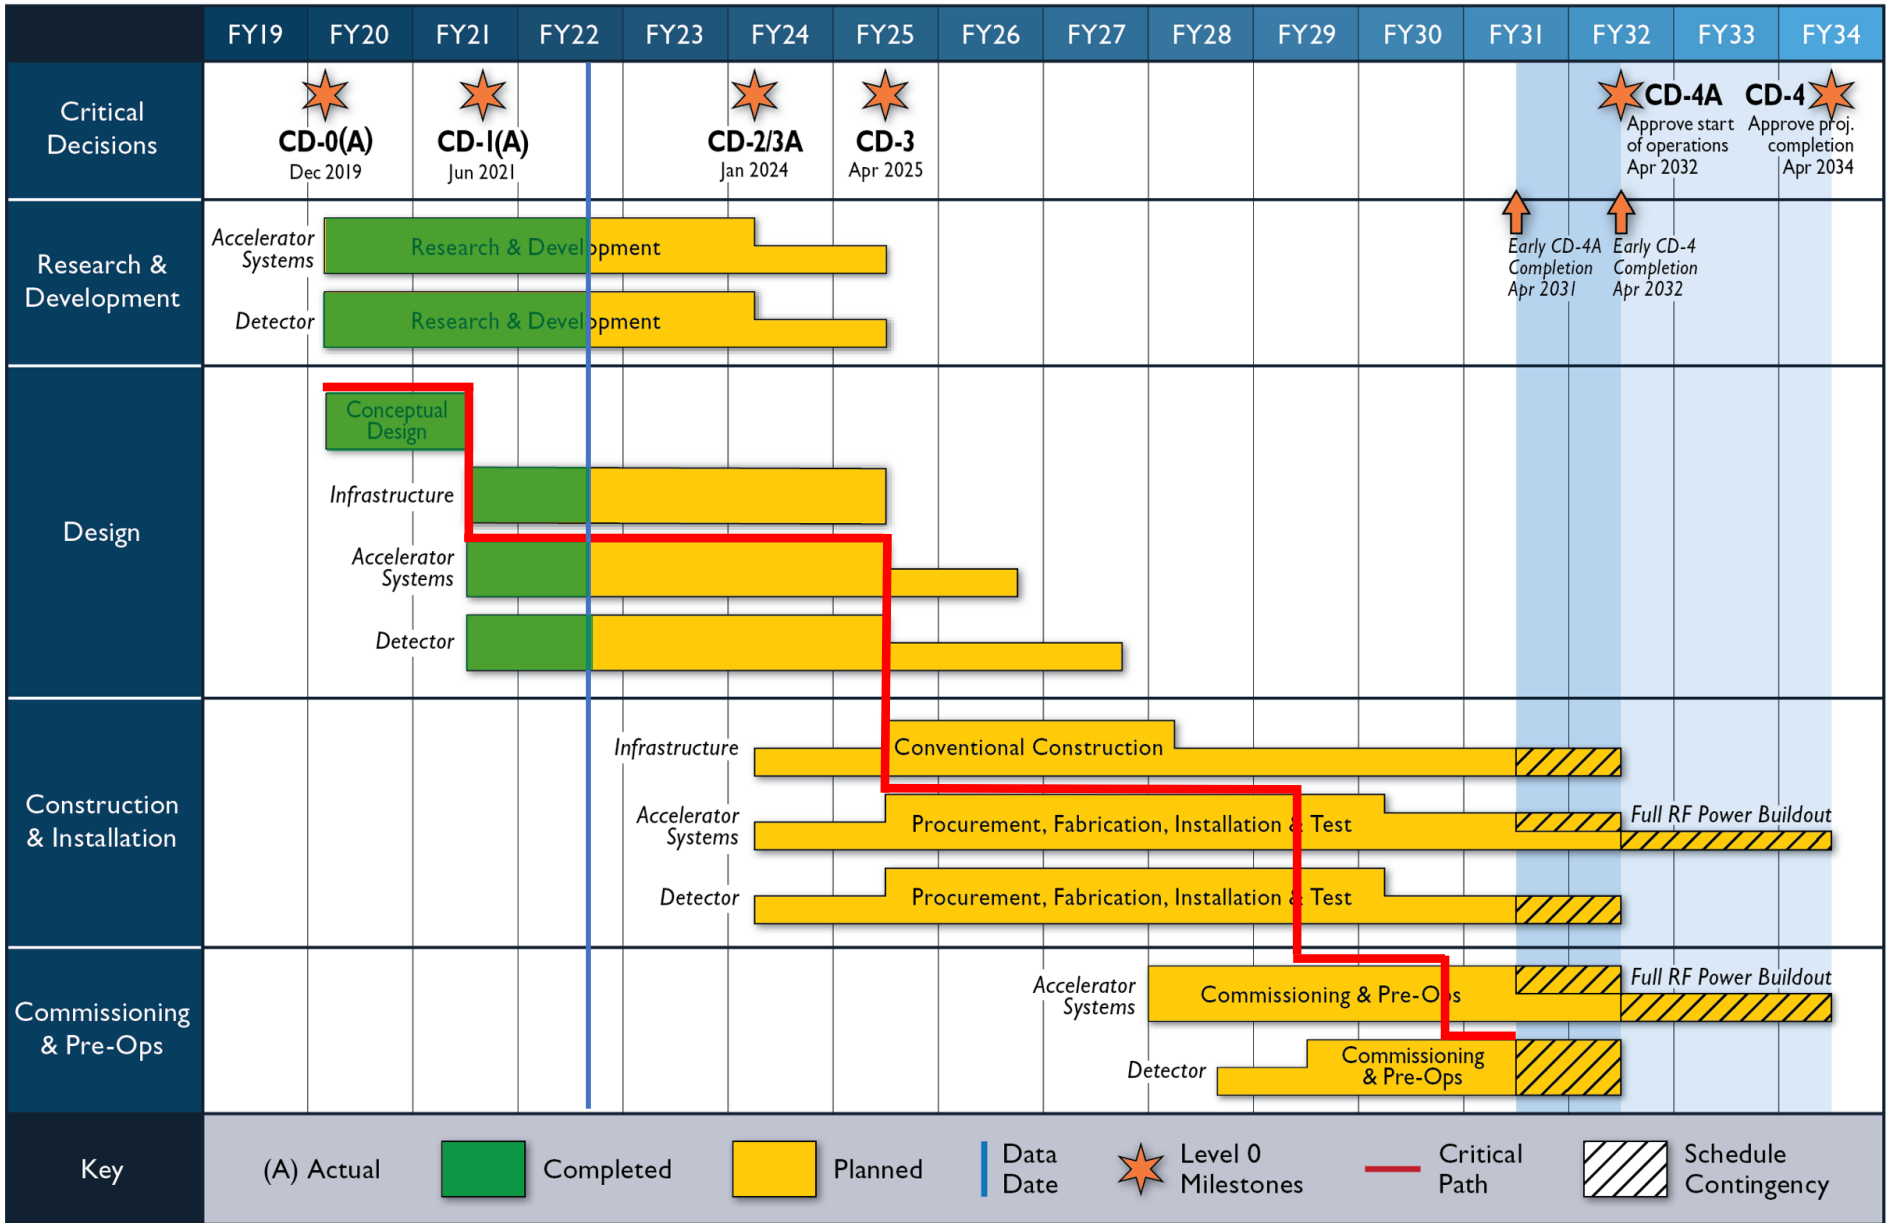 FY19 FY20 FY21 FY22 FY23 FY24 FY25 FY26 FY27 FY28 FY29 FY30 FY31 FY32 FY33 FY34
Critical
Decisions
CD-0(A)
Dec 2019
CD-1(A)
Jun 2021
CD-2/3A
Jan 2024
CD-3
Apr 2025
CD-4A
Approve start
of operations
Apr 2032
CD-4
Approve proj.
completion
Apr 2034
Research &
Development
Accelerator
Systems
Research & Development
Detector
Research & Development
Early CD-4A
Completion
Apr 2031
Early CD-4
Completion
Apr 2032
Design
Conceptual
Design
Infrastructure
Accelerator
Systems
Detector
Construction
& Installation
Infrastructure
Conventional Construction
Accelerator
Systems
Procurement, Fabrication, Installation & Test
Full RF Power Buildout
Detector
Procurement, Fabrication, Installation & Test
Commissioning
& Pre-Ops
Accelerator
Systems
Commissioning & Pre-Ops
Full RF Power Buildout
Detector
Commissioning
& Pre-Ops
Key
(A) Actual
Completed
Planned
Data
Date
Level 0
Milestones
Critical
Path
Schedule
Contingency